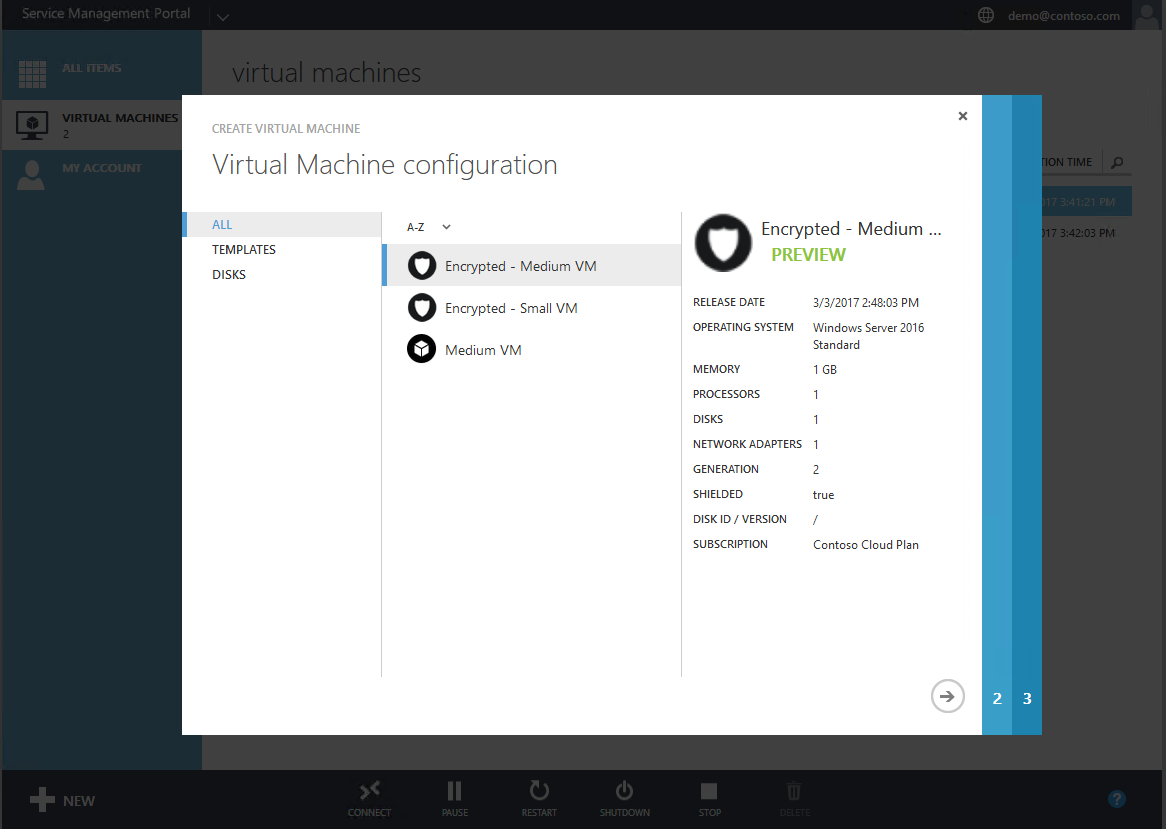 Service Management Portal
demo@contoso.com
ALL ITEMS
VIRTUAL MACHINES
2
MY ACCOUNT
virtual machines
TION TIME
017 3:41:21 PM
017 3:42:03 PM
CREATE VIRTUAL MACHINE
Virtual Machine configuration
ALL
TEMPLATES
DISKS
A-Z
Encrypted - Medium VM
Encrypted - Small VM
Medium VM
Encrypted - Medium ...
PREVIEW
RELEASE DATE 3/3/2017 2:48:03 PM
OPERATING SYSTEM Windows Server 2016
Standard
MEMORY 1 GB
PROCESSORS 1
DISKS 1
NETWORK ADAPTERS 1
GENERATION 2
SHIELDED true
DISK ID / VERSION /
SUBSCRIPTION Contoso Cloud Plan
2 3
NEW
CONNECT
PAUSE
RESTART
SHUTDOWN
STOP
DELETE
?